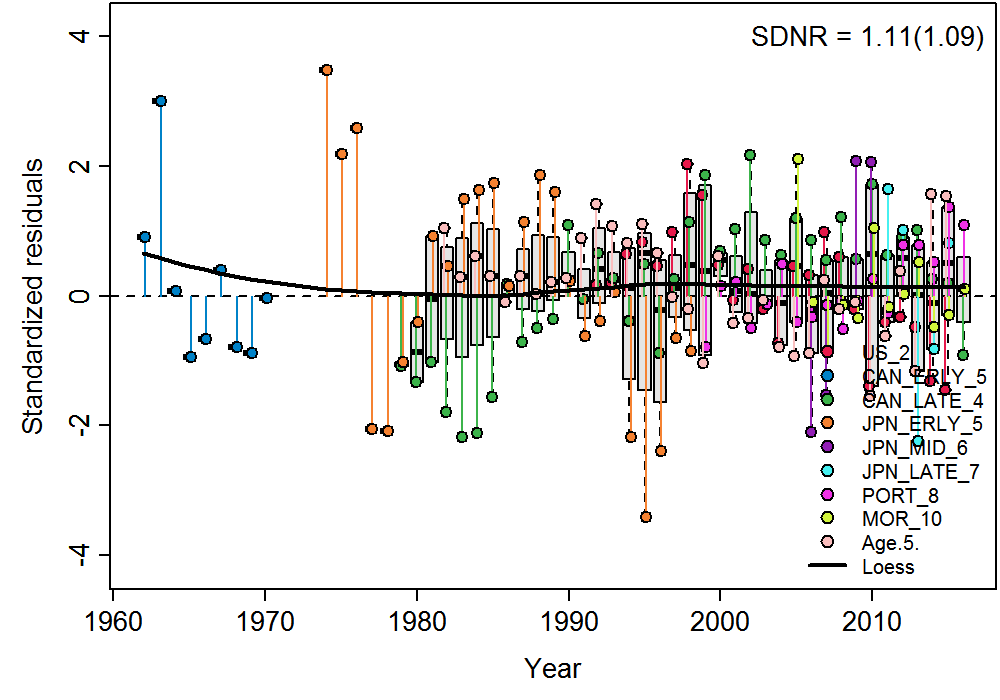 SDNR = 1.11(1.09)
4
2
0
-2
-4
Standardized residuals
US_2
CAN_ERLY_5
CAN_LATE_4
JPN_ERLY_5
JPN_MID_6
JPN_LATE_7
PORT_8
MOR_10
Age.5.
Loess
1960 1970 1980 1990 2000 2010
Year